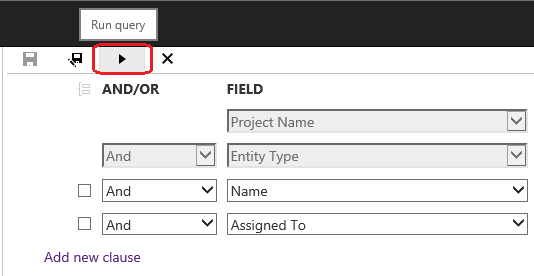 Run query
AND/OR FIELD
Project Name
And Entity Type
And Name
And Assigned To
Add new clause